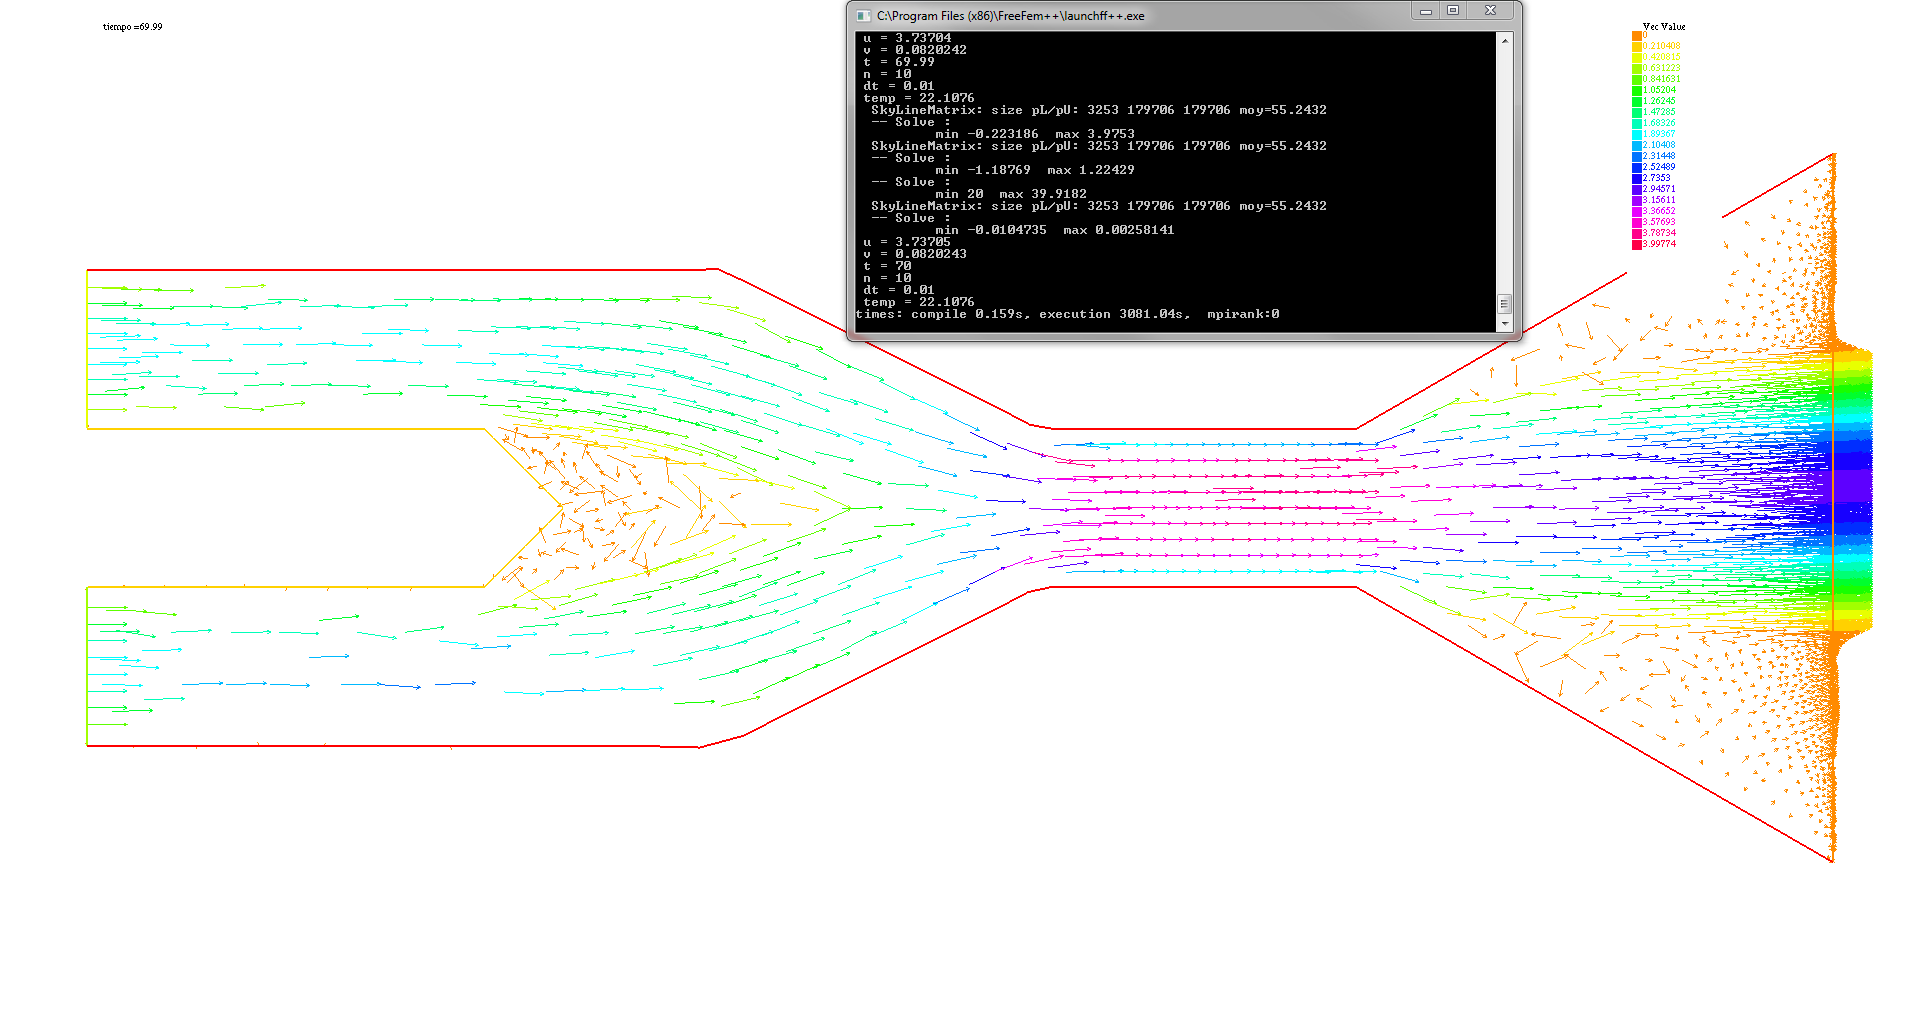 tiempo =69.99
C:\Program Files (x86)\FreeFem++\launchff++.exe
u = 3.73704
v = 0.0820242
t = 69.99
n = 10
dt = 0.01
temp = 22.1076
SkyLineMatrix: size pL/pU: 3253 179706 179706 moy=55.2432
-- Solve :
min -0.223186 max 3.9753
SkyLineMatrix: size pL/pU: 3253 179706 179706 moy=55.2432
-- Solve :
min -1.18769 max 1.22429
-- Solve :
min 20 max 39.9182
SkyLineMatrix: size pL/pU: 3253 179706 179706 moy=55.2432
-- Solve :
min -0.0104735 max 0.00258141
u = 3.73705
v = 0.0820243
t = 70
n = 10
dt = 0.01
temp = 22.1076
times: compile 0.159s, execution 3081.04s, mpirank:0
Vec Value
0
0.210408
0.420815
0.631223
0.841631
1.05204
1.26245
1.47285
1.68326
1.89367
2.10408
2.31448
2.52489
2.7353
2.94571
3.15611
3.36652
3.57693
3.78734
3.99774